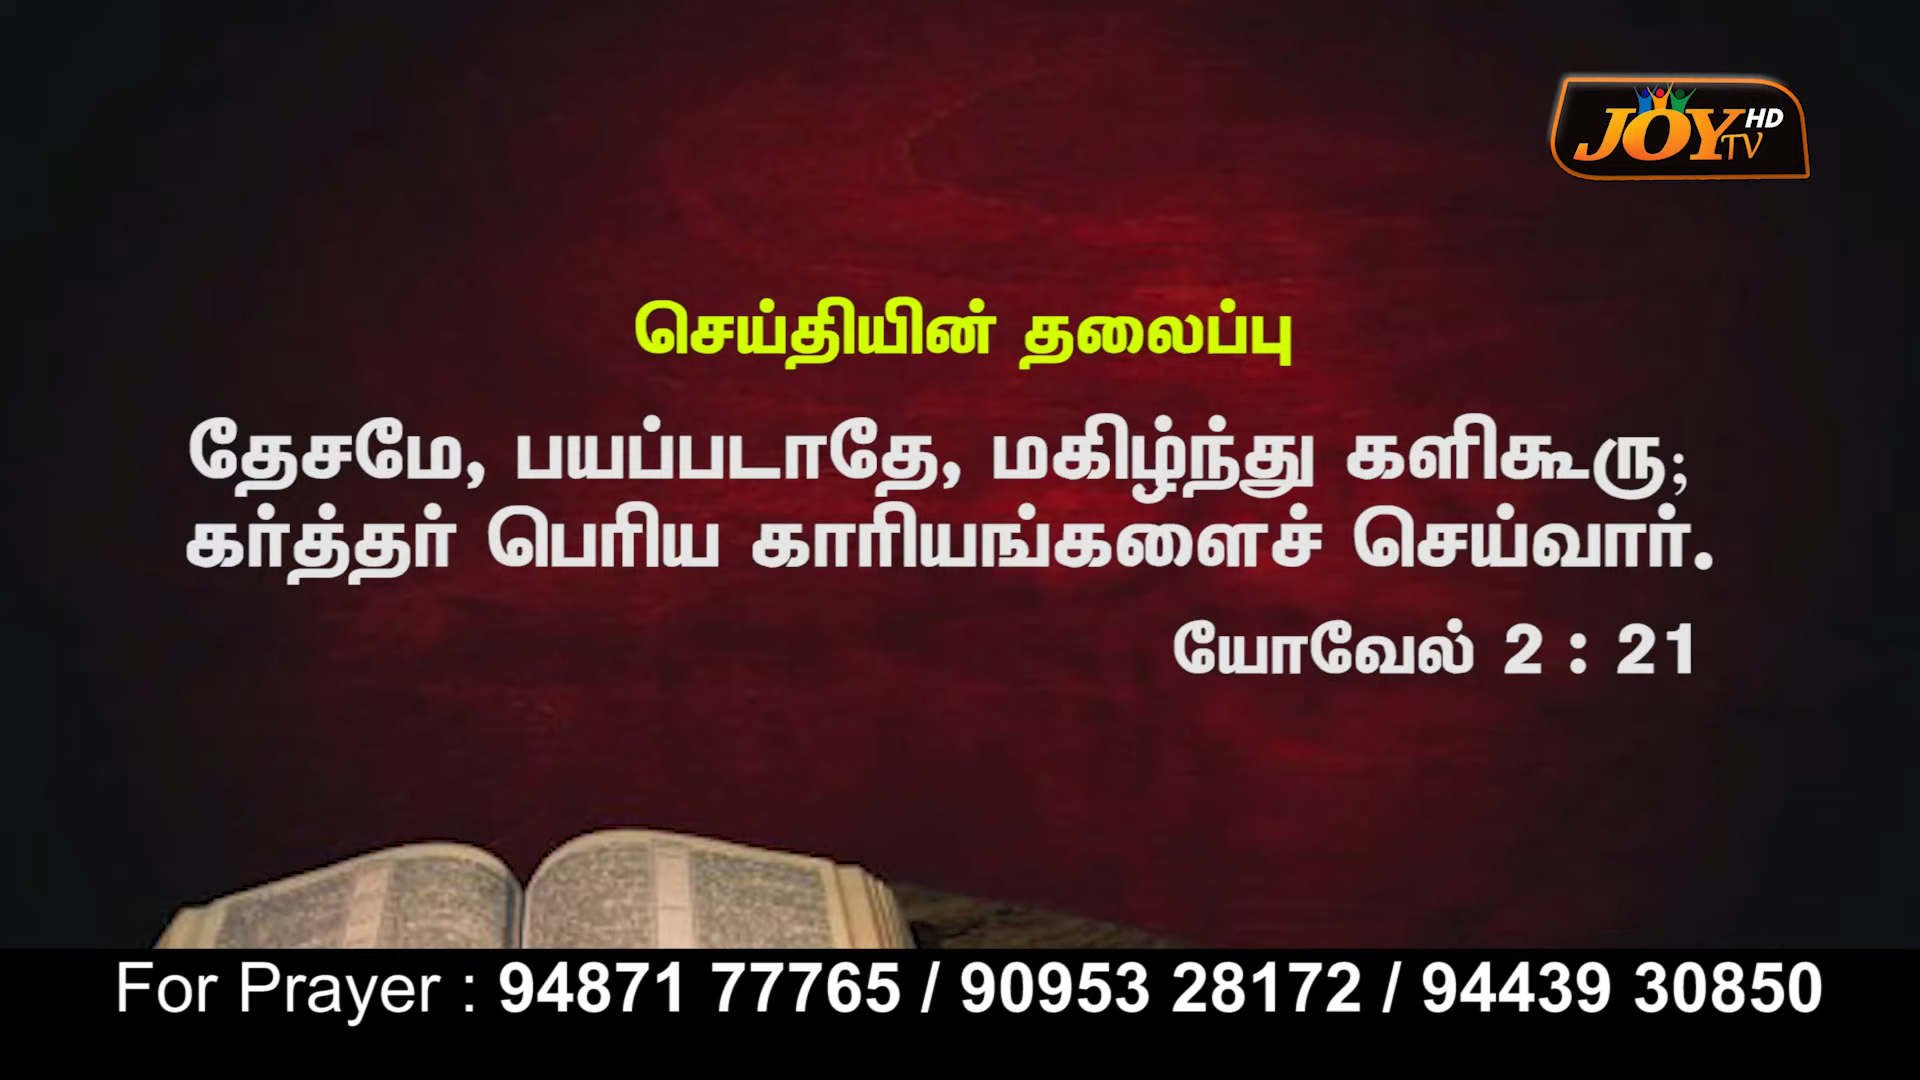 JOY HD
TV
செய்தியின் தலைப்பு
தேசமே, பயப்படாதே, மகிழ்ந்து களிகூரு;
கர்த்தர் பெரிய காரியங்களைச் செய்வார்.
யோவேல் 2 : 21
For Prayer : 94871 77765 / 90953 28172 / 94439 30850